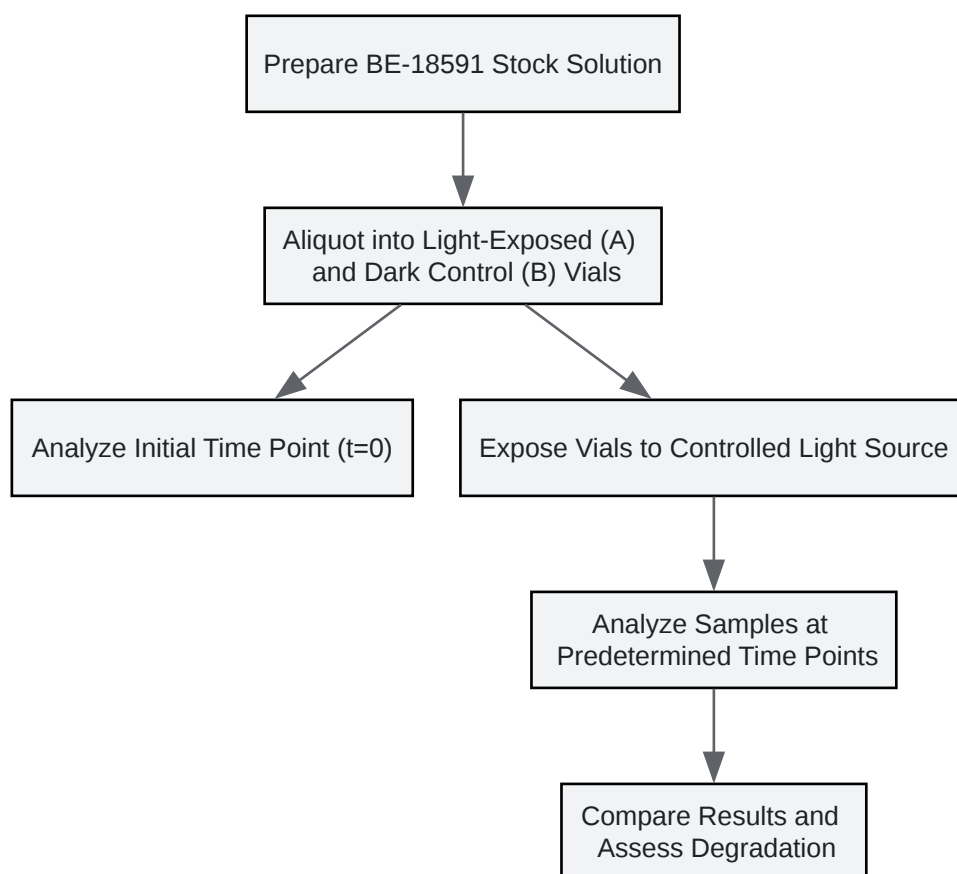 Prepare BE-18591 Stock Solution
Aliquot into Light-Exposed (A)
and Dark Control (B) Vials
Analyze Initial Time Point (t=0)
Expose Vials to Controlled Light Source
Analyze Samples at
Predetermined Time Points
Compare Results and
Assess Degradation